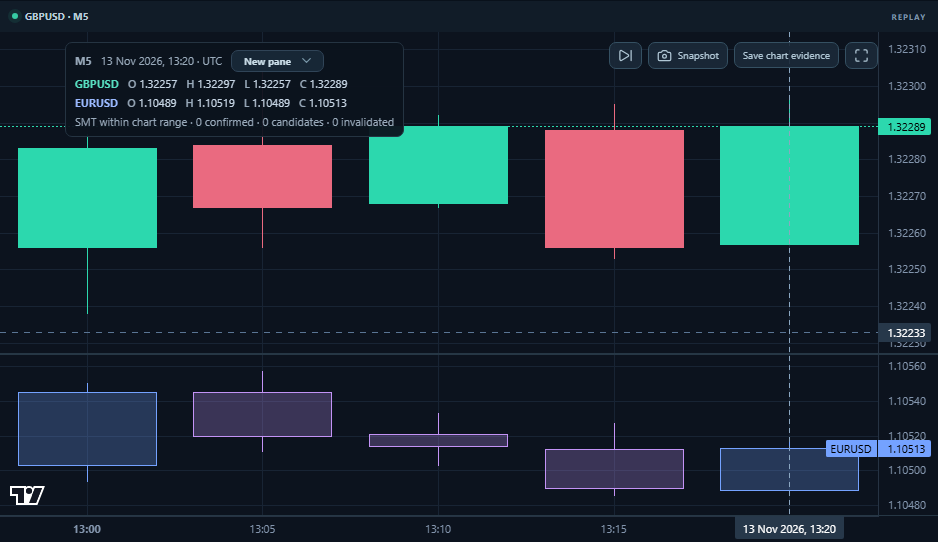 GBPUSD · M5
REPLAY
M5 13 Nov 2026, 13:20 · UTC New pane
Snapshot
Save chart evidence
GBPUSD O 1.32257 H 1.32297 L 1.32257 C 1.32289
EURUSD O 1.10489 H 1.10519 L 1.10489 C 1.10513
SMT within chart range · 0 confirmed · 0 candidates · 0 invalidated
1.32310
1.32300
1.32289
1.32280
1.32270
1.32260
1.32250
1.32240
1.32233
1.32230
1.10560
1.10540
1.10520
EURUSD 1.10513
1.10500
1.10480
13:00 13:05 13:10 13:15 13 Nov 2026, 13:20